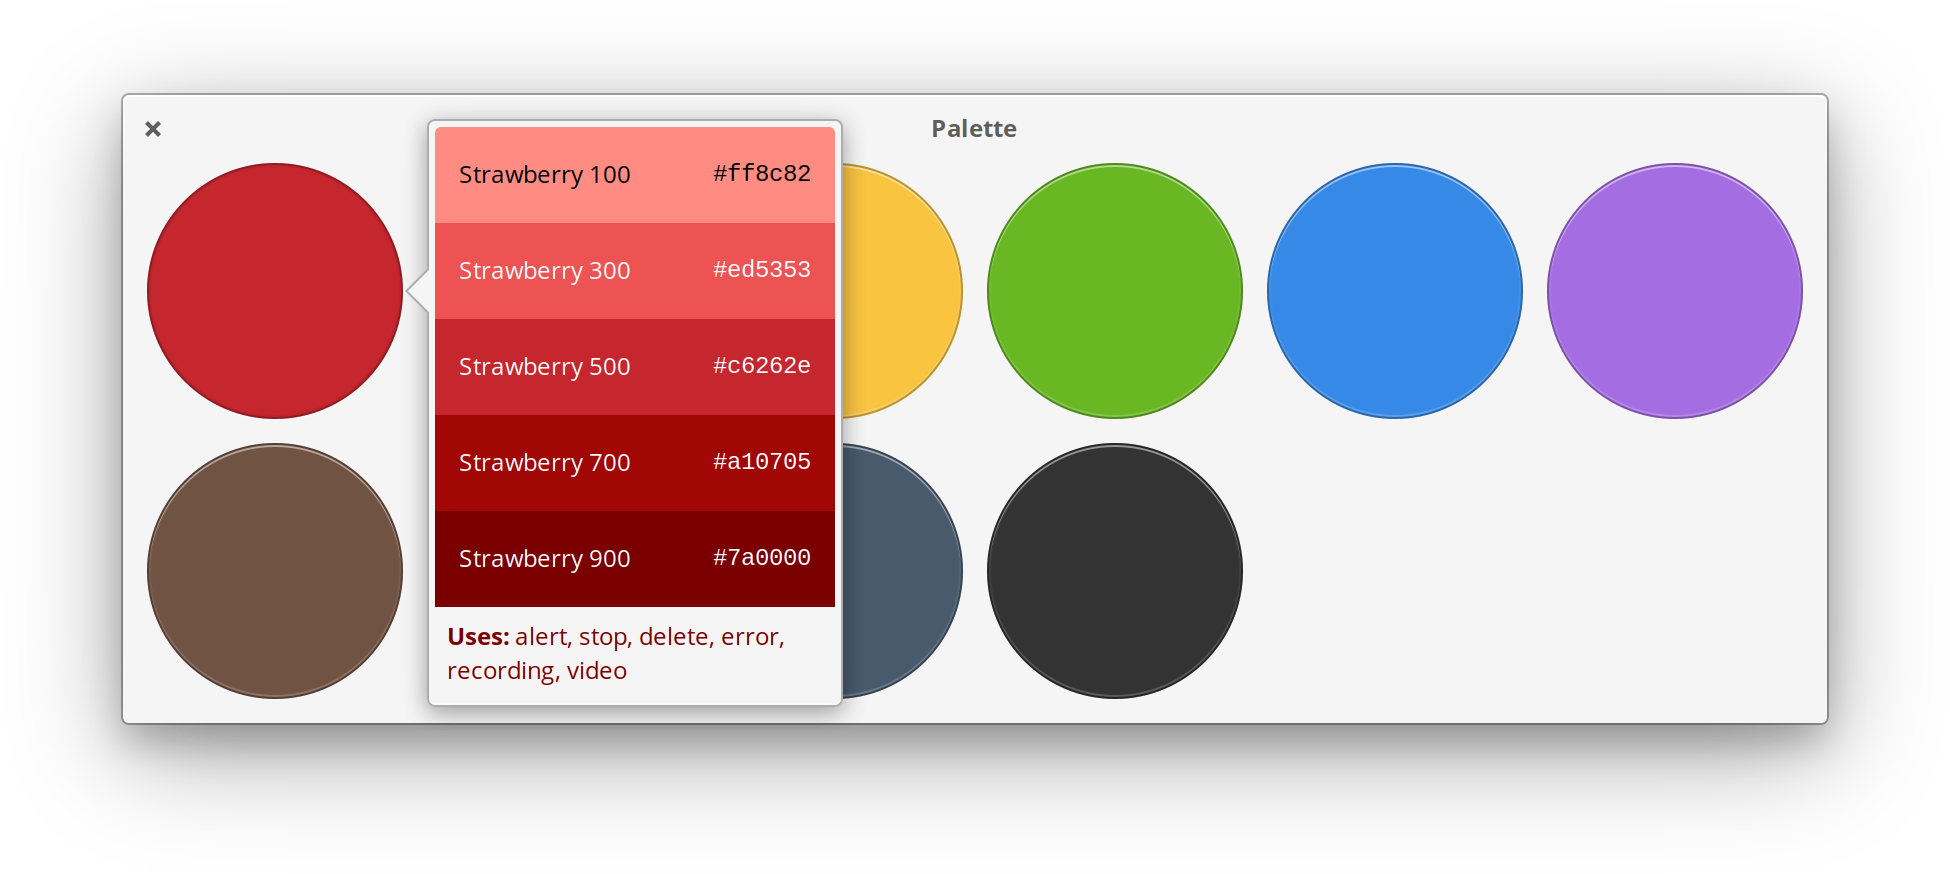 Palette
Strawberry 100 #ff8c82
Strawberry 300 #ed5353
Strawberry 500 #c6262e
Strawberry 700 #a10705
Strawberry 900 #7a0000
Uses: alert, stop, delete, error,
recording, video